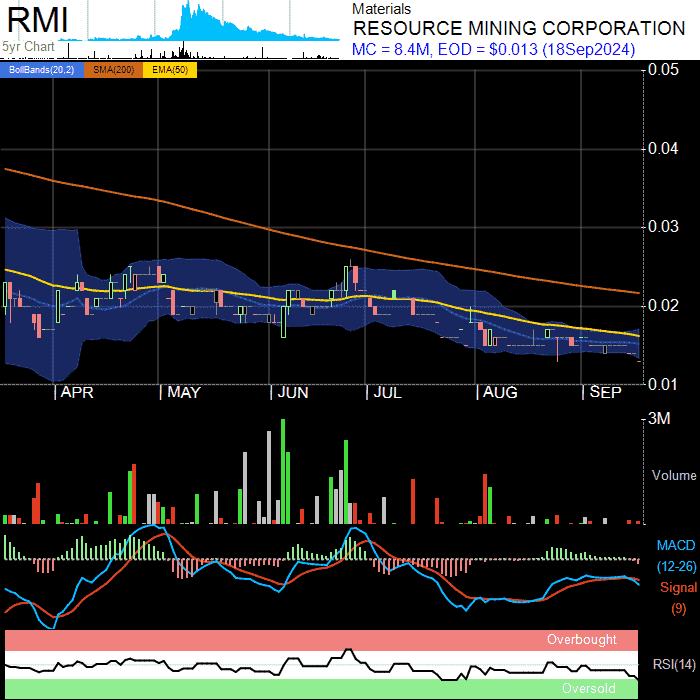 RMI
5yr Chart
Materials
RESOURCE MINING CORPORATION
MC = 8.4M, EOD = $0.013 (18Sep2024)
BollBands(20,2) SMA(200) EMA(50)
0.05
0.04
0.03
0.02
0.01
APR MAY JUN JUL AUG SEP
3M
Volume
MACD
(12-26)
Signal
(9)
Overbought
RSI(14)
Oversold